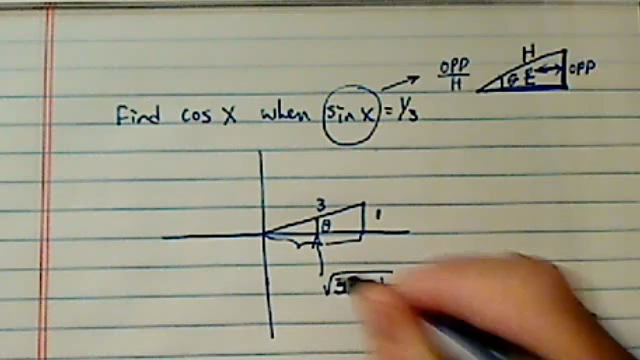 OPP
H
H
θ
OPP
Find cos X when sin X = 1/3
3
θ
1
√3